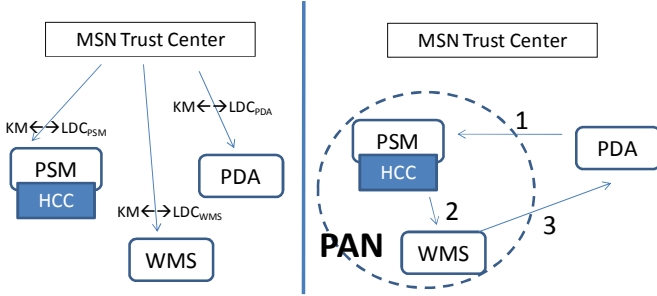 MSN Trust Center
KM←→LDCPDA
KM←→LDCPSM
PSM
HCC
PDA
KM←→LDCWMS
WMS
MSN Trust Center
1
PSM
HCC
PDA
2
3
PAN
WMS